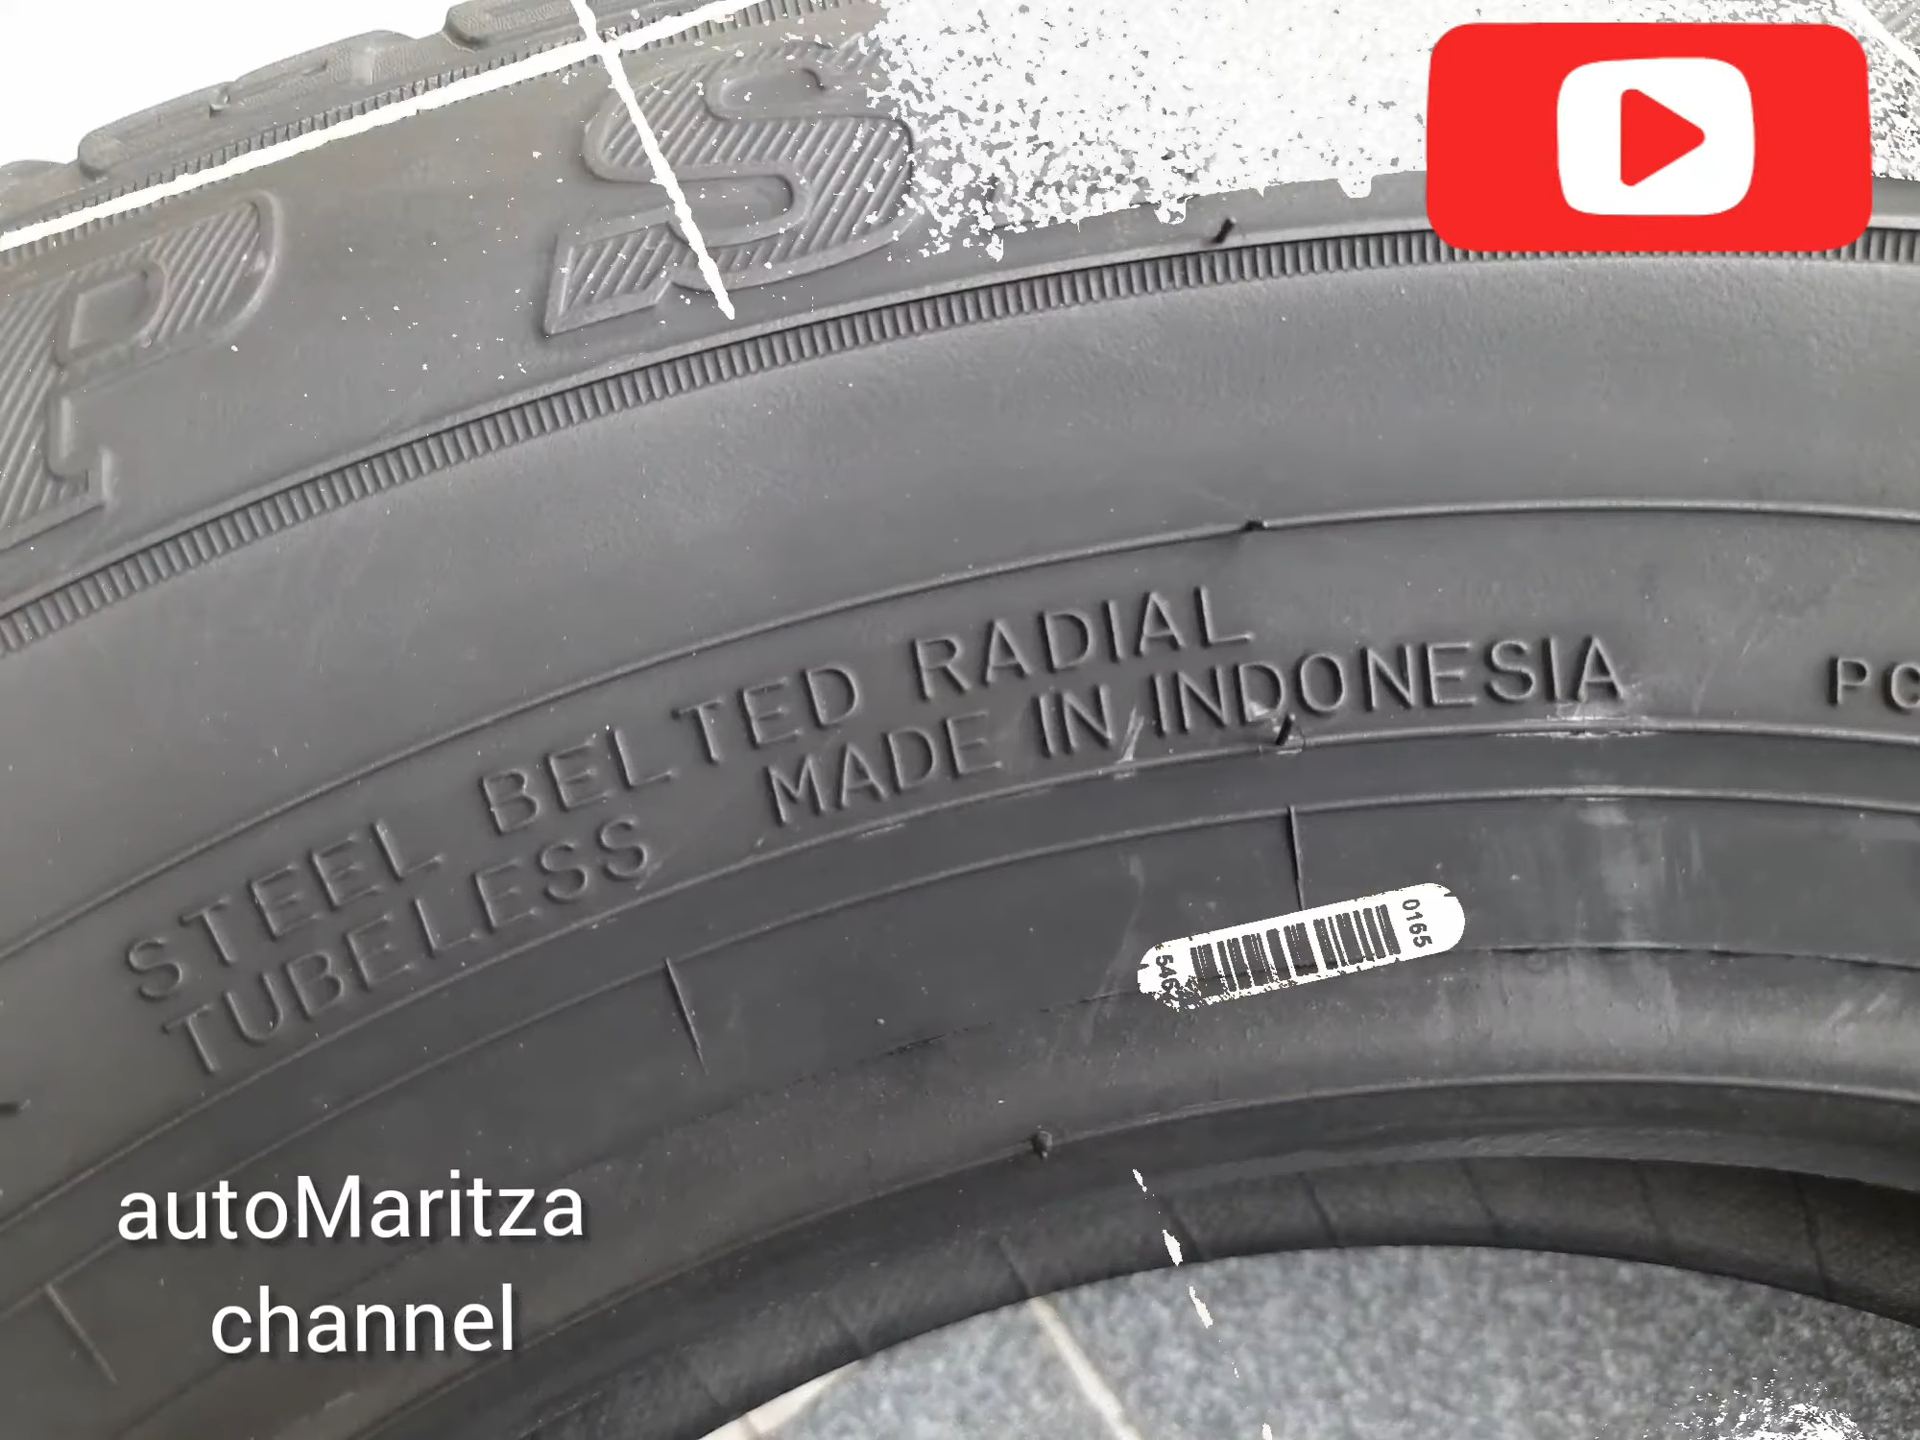 P S
STEEL BELTED RADIAL
TUBELESS MADE IN INDONESIA
PC
0165
autoMaritza
channel